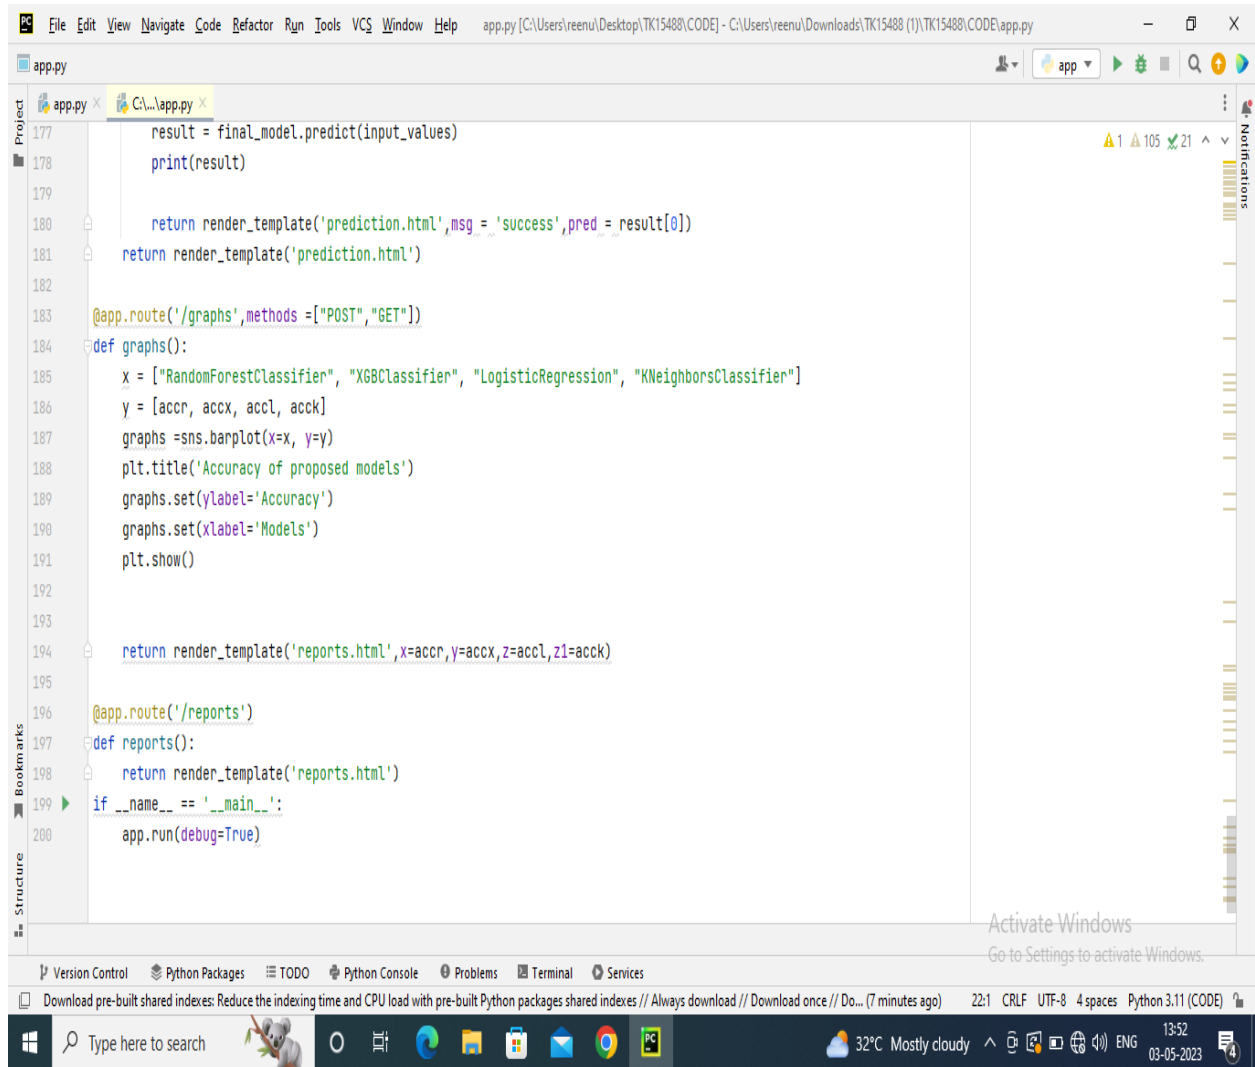 PC File Edit View Navigate Code Refactor Run Tools VCS Window Help app.py [C:\Users\reenu\Desktop\TK15488\CODE] - C:\Users\reenu\Downloads\TK15488 (1)\TK15488\CODE\app.py
app.py app
Project app.py C:\...\app.py Notifications
177 result = final_model.predict(input_values) 1 105 21
178 print(result)
179
180 return render_template('prediction.html',msg = 'success',pred = result[0])
181 return render_template('prediction.html')
182
183 @app.route('/graphs',methods =["POST","GET"])
184 def graphs():
185 x = ["RandomForestClassifier", "XGBClassifier", "LogisticRegression", "KNeighborsClassifier"]
186 y = [accr, accx, accl, acck]
187 graphs =sns.barplot(x=x, y=y)
188 plt.title('Accuracy of proposed models')
189 graphs.set(ylabel='Accuracy')
190 graphs.set(xlabel='Models')
191 plt.show()
192
193
194 return render_template('reports.html',x=accr,y=accx,z=accl,z1=acck)
195
196 @app.route('/reports')
197 def reports():
198 return render_template('reports.html')
199 if __name__ == '__main__':
200 app.run(debug=True)
Bookmarks
Structure
Activate Windows
Go to Settings to activate Windows.
Version Control Python Packages TODO Python Console Problems Terminal Services
Download pre-built shared indexes: Reduce the indexing time and CPU load with pre-built Python packages shared indexes // Always download // Download once // Do... (7 minutes ago) 22:1 CRLF UTF-8 4 spaces Python 3.11 (CODE)
Type here to search PC 32°C Mostly cloudy ENG 13:52
03-05-2023 4